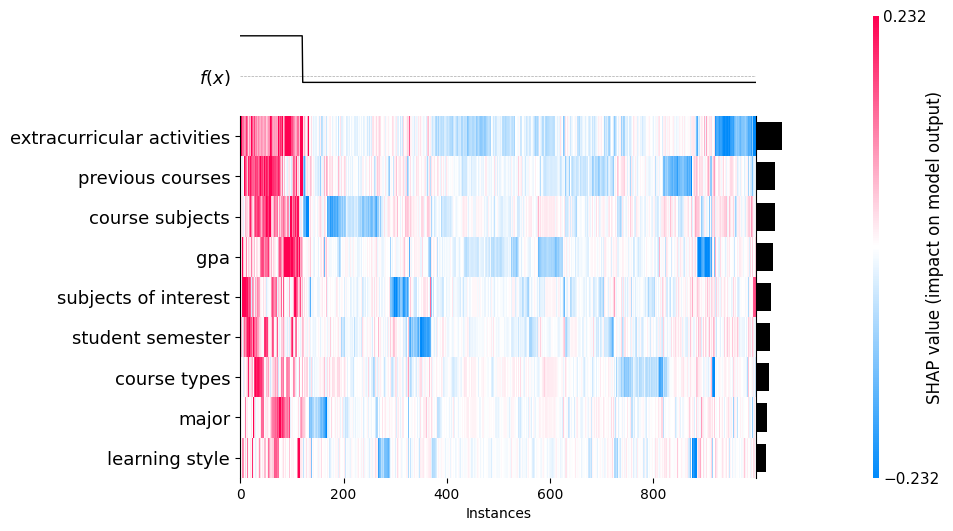 0.232
f(x)
extracurricular activities
previous courses
course subjects
gpa
subjects of interest
student semester
course types
major
learning style
0 200 400 600 800
Instances
SHAP value (impact on model output)
−0.232